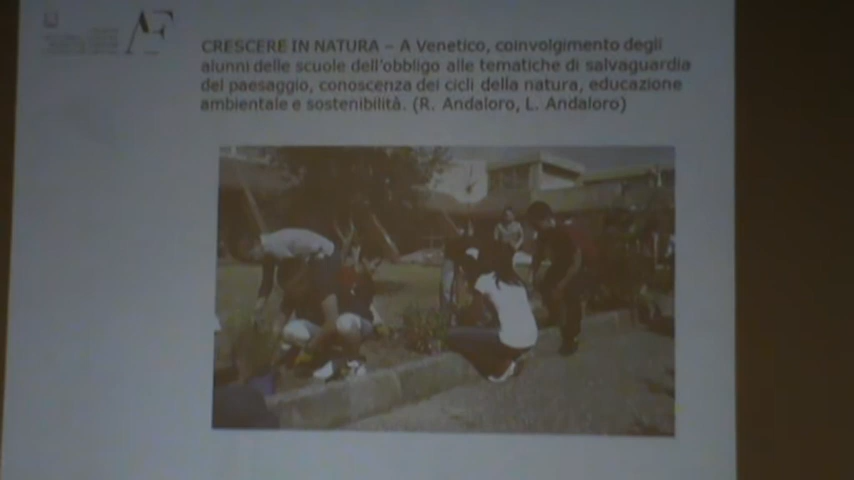 CRESCERE IN NATURA – A Venetico, coinvolgimento degli
alunni delle scuole dell'obbligo alle tematiche di salvaguardia
del paesaggio, conoscenza dei cicli della natura, educazione
ambientale e sostenibilità. (R. Andaloro, L. Andaloro)